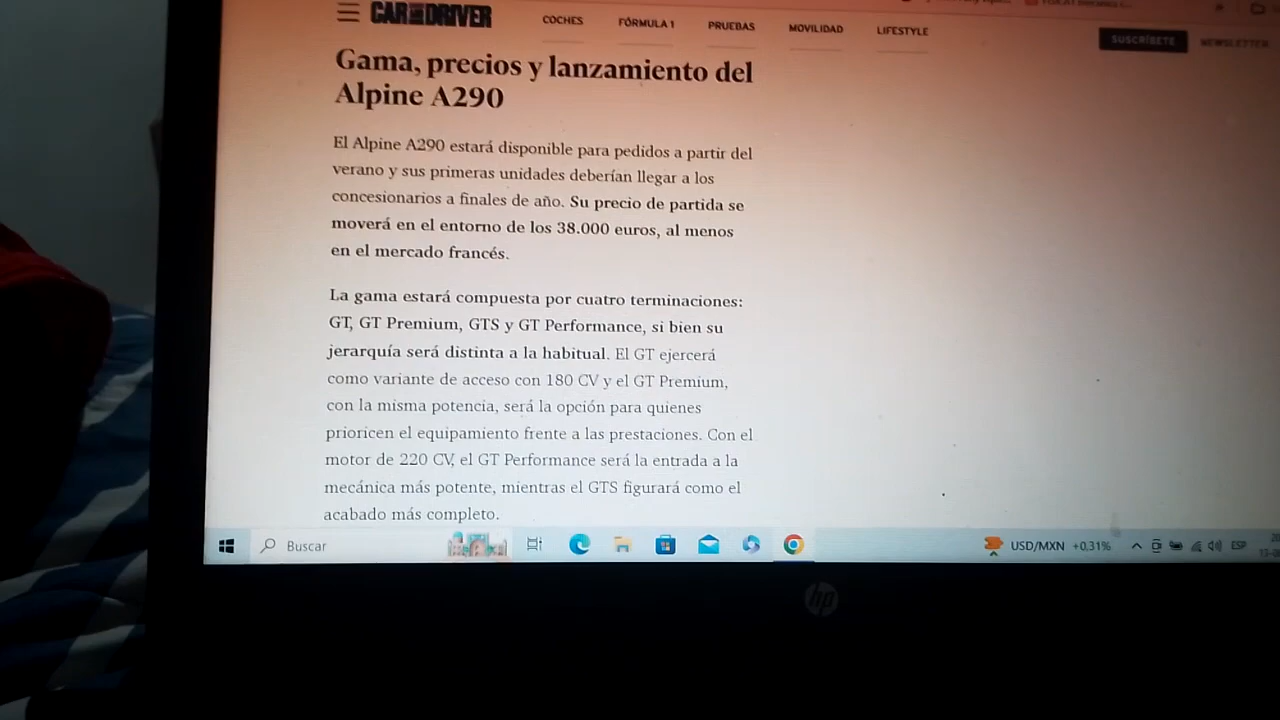 CAR AND DRIVER
COCHES FÓRMULA 1 PRUEBAS MOVILIDAD LIFESTYLE
SUSCRÍBETE NEWSLETTER
Gama, precios y lanzamiento del
Alpine A290
El Alpine A290 estará disponible para pedidos a partir del
verano y sus primeras unidades deberían llegar a los
concesionarios a finales de año. Su precio de partida se
moverá en el entorno de los 38.000 euros, al menos
en el mercado francés.
La gama estará compuesta por cuatro terminaciones:
GT, GT Premium, GTS y GT Performance, si bien su
jerarquía será distinta a la habitual. El GT ejercerá
como variante de acceso con 180 CV y el GT Premium,
con la misma potencia, será la opción para quienes
prioricen el equipamiento frente a las prestaciones. Con el
motor de 220 CV, el GT Performance será la entrada a la
mecánica más potente, mientras el GTS figurará como el
acabado más completo.
Buscar
USD/MXN +0,31%
ESP
hp